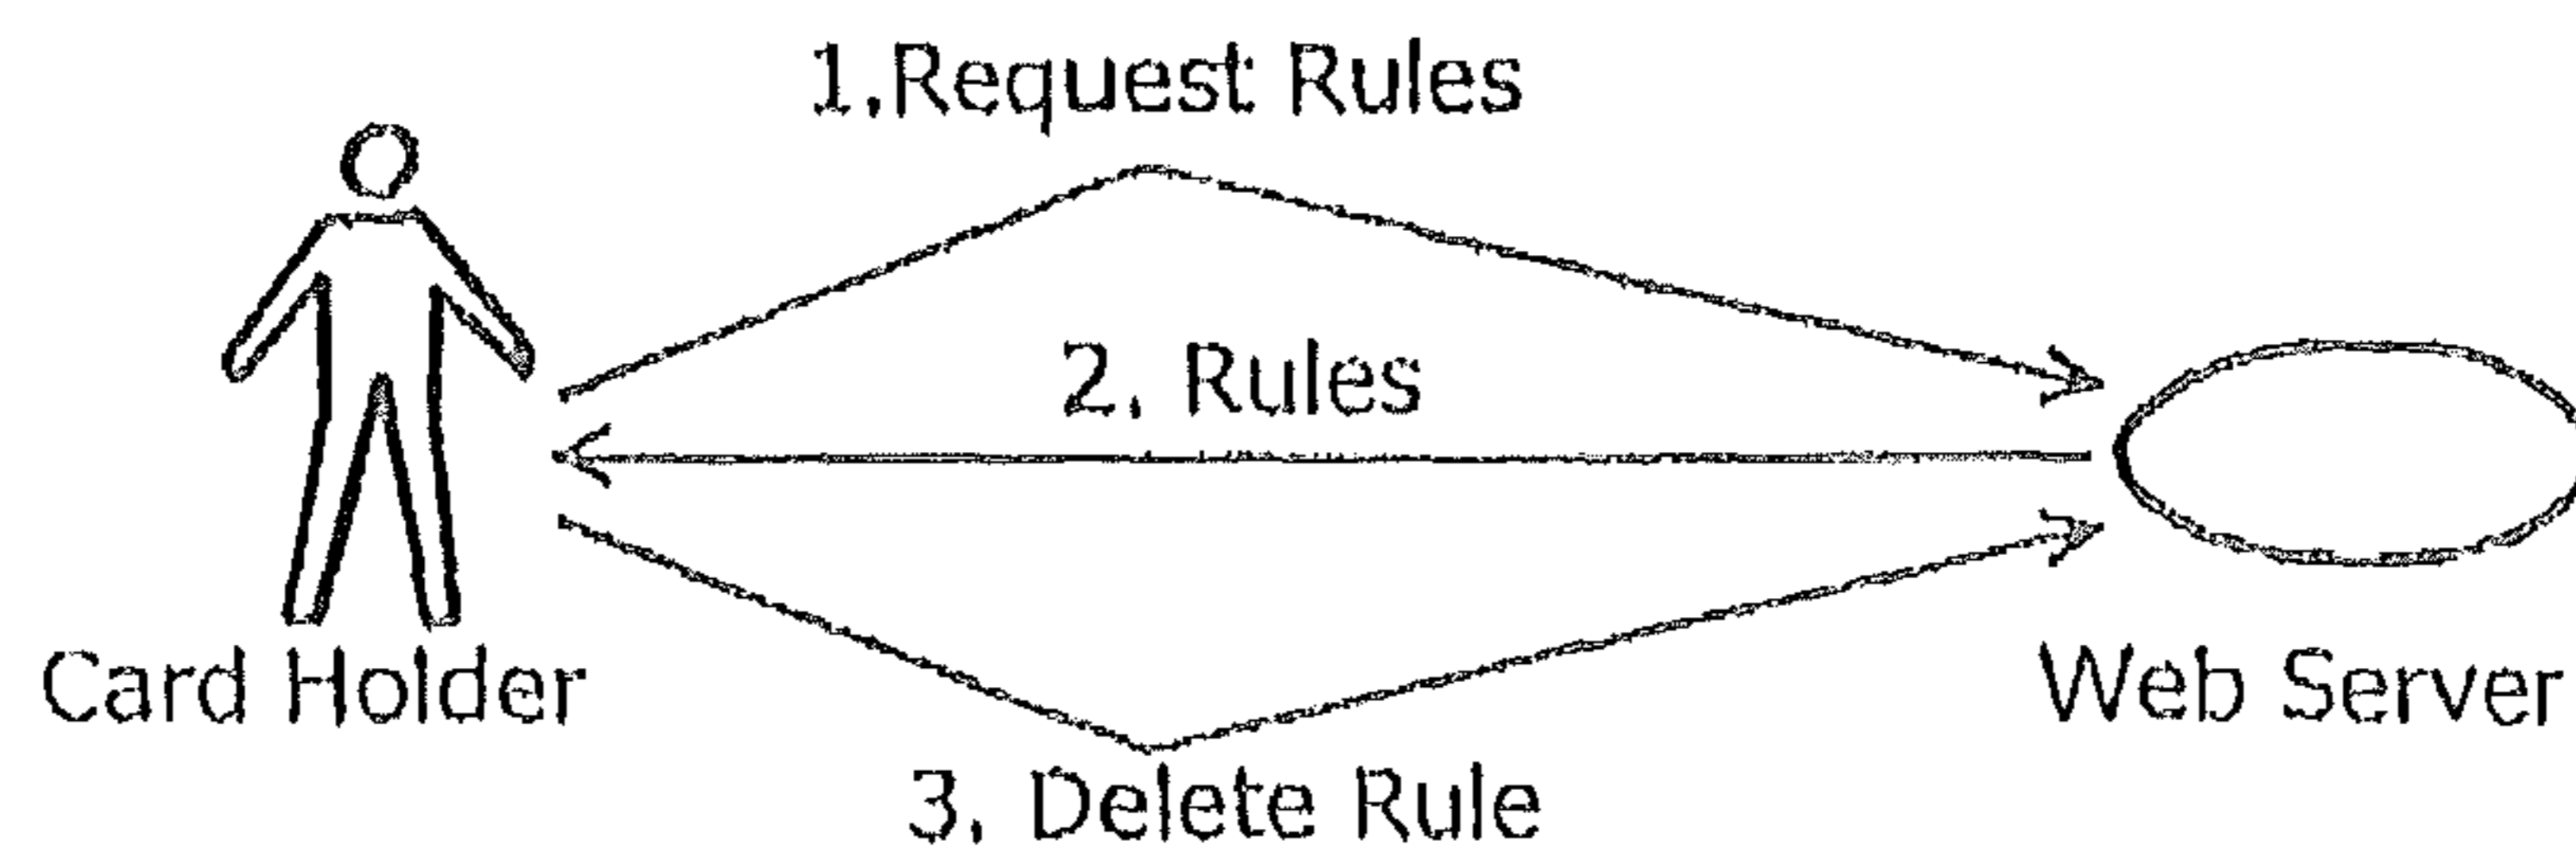 1.Request Rules
2. Rules
Card Holder
Web Server
3. Delete Rule